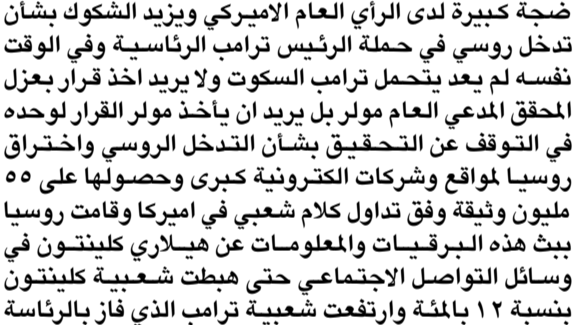 ضجة كبيرة لدى الرأي العام الاميركي ويزيد الشكوك بشأن
تدخل روسي في حملة الرئيس ترامب الرئاسية وفي الوقت
نفسه لم يعد يتحمل ترامب السكوت ولا يريد اخذ قرار بعزل
المحقق المدعي العام مولر بل يريد ان يأخذ مولر القرار لوحده
في التوقف عن التحقيق بشأن التدخل الروسي واختراق
روسيا لمواقع وشركات الكترونية كبرى وحصولها على ٥٥
مليون وثيقة وفق تداول كلام شعبي في اميركا وقامت روسيا
ببث هذه البرقيات والمعلومات عن هيلاري كلينتون في
وسائل التواصل الاجتماعي حتى هبطت شعبية كلينتون
بنسبة ١٢ بالمئة وارتفعت شعبية ترامب الذي فاز بالرئاسة